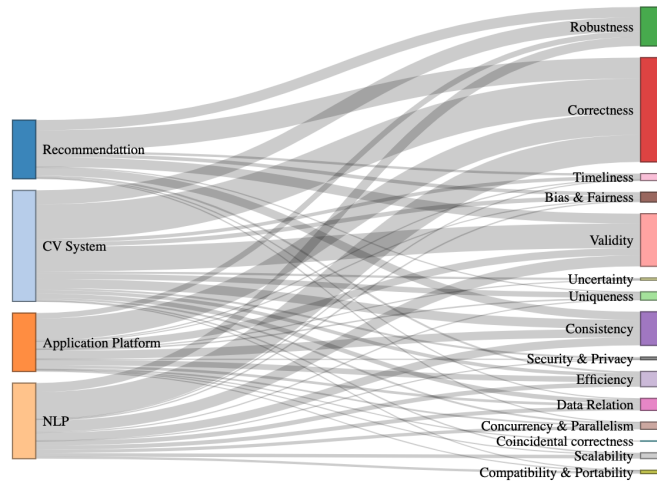 Recommendattion
CV System
Application Platform
NLP
Robustness
Correctness
Timeliness
Bias & Fairness
Validity
Uncertainty
Uniqueness
Consistency
Security & Privacy
Efficiency
Data Relation
Concurrency & Parallelism
Coincidental correctness
Scalability
Compatibility & Portability